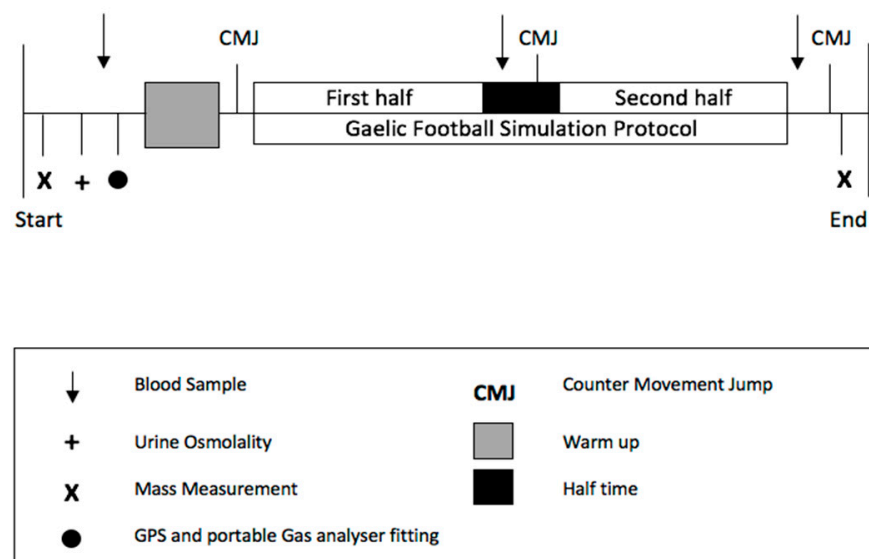 CMJ
CMJ
CMJ
First half
Second half
Gaelic Football Simulation Protocol
X
+
X
Start
End
Blood Sample
CMJ
Counter Movement Jump
+
Urine Osmolality
Warm up
X
Mass Measurement
Half time
GPS and portable Gas analyser fitting